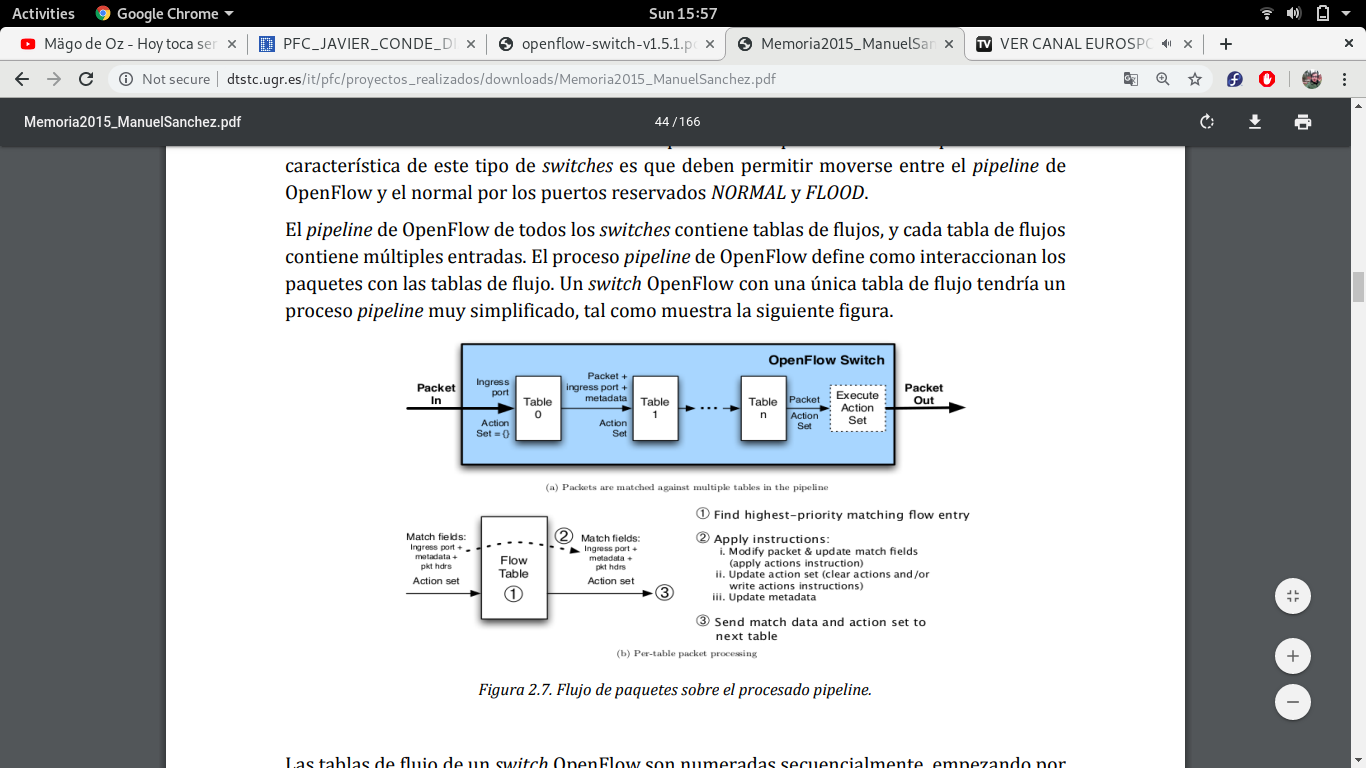 Activities Google Chrome Sun 15:57
Mägo de Oz - Hoy toca ser
PFC_JAVIER_CONDE_D
openflow-switch-v1.5.1.p
Memoria2015_ManuelSan
VER CANAL EUROSPO
Not secure dtstc.ugr.es/it/pfc/proyectos_realizados/downloads/Memoria2015_ManuelSanchez.pdf
Memoria2015_ManuelSanchez.pdf 44 / 166
característica de este tipo de switches es que deben permitir moverse entre el pipeline de
OpenFlow y el normal por los puertos reservados NORMAL y FLOOD.
El pipeline de OpenFlow de todos los switches contiene tablas de flujos, y cada tabla de flujos
contiene múltiples entradas. El proceso pipeline de OpenFlow define como interaccionan los
paquetes con las tablas de flujo. Un switch OpenFlow con una única tabla de flujo tendría un
proceso pipeline muy simplificado, tal como muestra la siguiente figura.
OpenFlow Switch
Packet
In
Ingress
port
Action
Set = {}
Table
0
Packet +
ingress port +
metadata
Action
Set
Table
1
Table
n
Packet
Action
Set
Execute
Action
Set
Packet
Out
(a) Packets are matched against multiple tables in the pipeline
Match fields:
Ingress port +
metadata +
pkt hdrs
Action set
Flow
Table
①
②
Match fields:
Ingress port +
metadata +
pkt hdrs
Action set
③
① Find highest-priority matching flow entry
② Apply instructions:
i. Modify packet & update match fields
(apply actions instruction)
ii. Update action set (clear actions and/or
write actions instructions)
iii. Update metadata
③ Send match data and action set to
next table
(b) Per-table packet processing
Figura 2.7. Flujo de paquetes sobre el procesado pipeline.
Las tablas de flujo de un switch OpenFlow son numeradas secuencialmente, empezando por